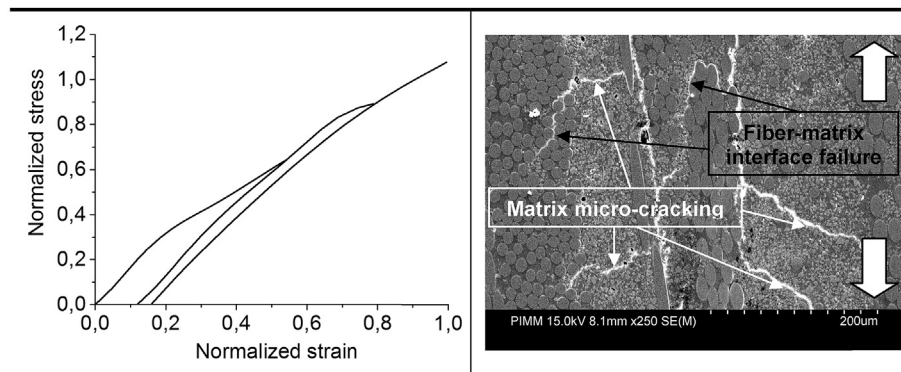 1,2
1,0
0,8
0,6
0,4
0,2
0,0
0,0 0,2 0,4 0,6 0,8 1,0
Normalized stress
Normalized strain
Fiber-matrix
interface failure
Matrix micro-cracking
PIMM 15.0kV 8.1mm x250 SE(M)
200um